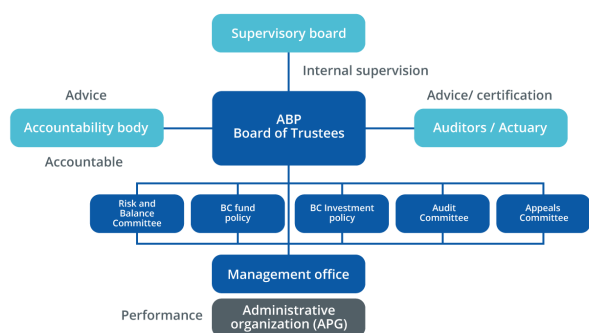 Supervisory board
Internal supervision
Advice
Accountability body
Accountable
ABP
Board of Trustees
Advice/ certification
Auditors / Actuary
Risk and
Balance
Committee
BC fund
policy
BC Investment
policy
Audit
Committee
Appeals
Committee
Management office
Performance
Administrative
organization (APG)